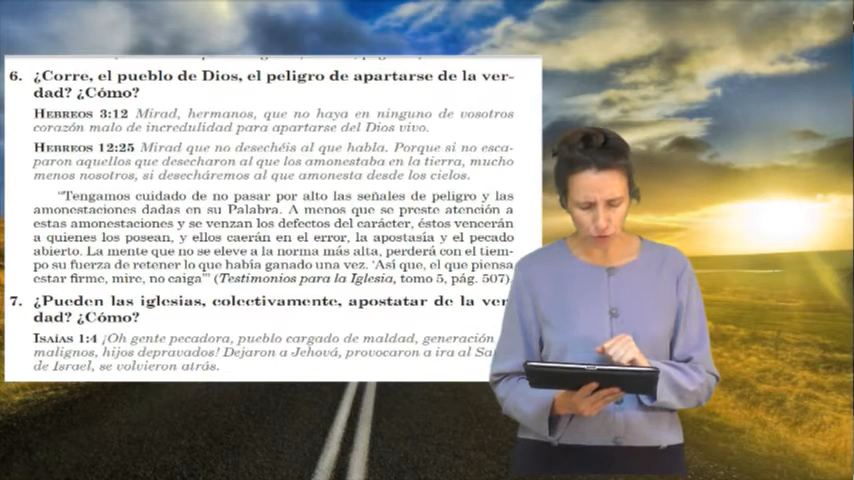 6. ¿Corre, el pueblo de Dios, el peligro de apartarse de la ver-
dad? ¿Cómo?
HEBREOS 3:12 Mirad, hermanos, que no haya en ninguno de vosotros
corazón malo de incredulidad para apartarse del Dios vivo.
HEBREOS 12:25 Mirad que no desechéis al que habla. Porque si no esca-
paron aquellos que desecharon al que los amonestaba en la tierra, mucho
menos nosotros, si desecháremos al que amonesta desde los cielos.
"Tengamos cuidado de no pasar por alto las señales de peligro y las
amonestaciones dadas en su Palabra. A menos que se preste atención a
estas amonestaciones y se venzan los defectos del carácter, éstos vencerán
a quienes los posean, y ellos caerán en el error, la apostasía y el pecado
abierto. La mente que no se eleve a la norma más alta, perderá con el tiem-
po su fuerza de retener lo que había ganado una vez. 'Así que, el que piensa
estar firme, mire, no caiga'" (Testimonios para la Iglesia, tomo 5, pág. 507)
7. ¿Pueden las iglesias, colectivamente, apostatar de la ver
dad? ¿Cómo?
ISAÍAS 1:4 ¡Oh gente pecadora, pueblo cargado de maldad, generación
malignos, hijos depravados! Dejaron a Jehová, provocaron a ira al
de Israel, se volvieron atrás.